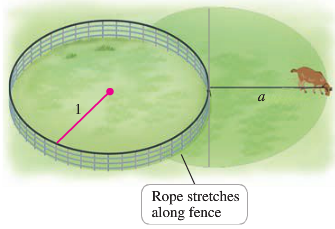 1
a
Rope stretches
along fence